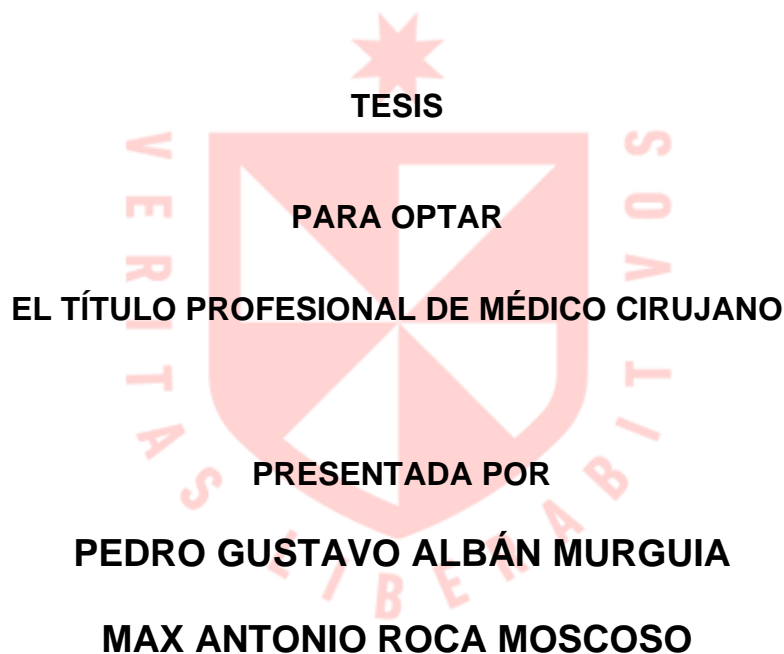 TESIS
PARA OPTAR
EL TÍTULO PROFESIONAL DE MÉDICO CIRUJANO
PRESENTADA POR
PEDRO GUSTAVO ALBÁN MURGUIA
MAX ANTONIO ROCA MOSCOSO
VERITAS LIBERABIT VOS